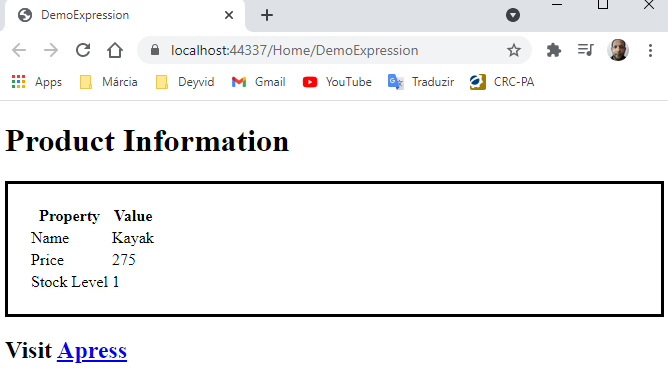 DemoExpression
localhost:44337/Home/DemoExpression
Apps Márcia Deyvid Gmail YouTube Traduzir CRC-PA
Product Information
Property Value
Name Kayak
Price 275
Stock Level 1
Visit Apress